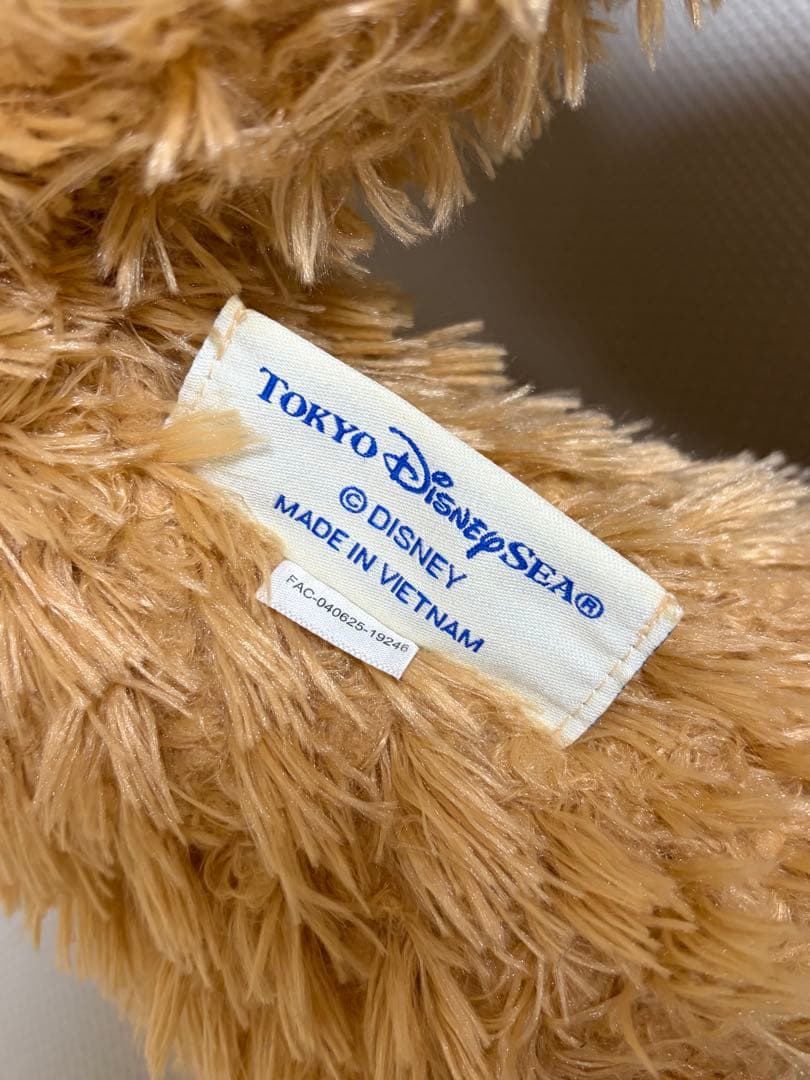 TOKYO DISNEYSEA®
© DISNEY
MADE IN VIETNAM
FAC-040625-19246